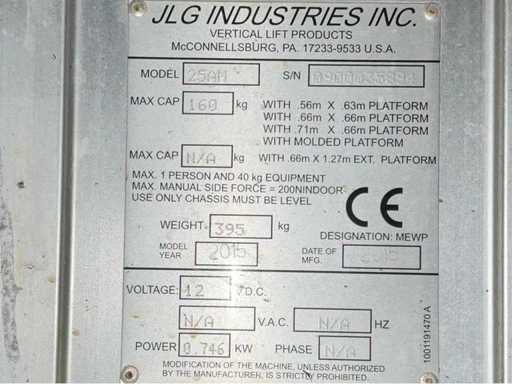 JLG INDUSTRIES INC.
VERTICAL LIFT PRODUCTS
McCONNELLSBURG, PA. 17233-9533 U.S.A.
MODEL 25AM S/N
MAX CAP 160 kg WITH .56m X .63m PLATFORM
WITH .66m X .66m PLATFORM
WITH .71m X .66m PLATFORM
WITH MOLDED PLATFORM
MAX CAP N/A kg WITH .66m X 1.27m EXT. PLATFORM
MAX. 1 PERSON AND 40 kg EQUIPMENT
MAX. MANUAL SIDE FORCE = 200NINDOOR
USE ONLY CHASSIS MUST BE LEVEL
CE
WEIGHT 395 kg
DESIGNATION: MEWP
MODEL YEAR 2015 DATE OF MFG.
VOLTAGE: 12 V.D.C.
N/A V.A.C. N/A HZ
POWER 0.746 KW PHASE N/A
MODIFICATION OF THE MACHINE, UNLESS AUTHORIZED
BY THE MANUFACTURER, IS STRICTLY FORBIDDEN.
1001191470 A